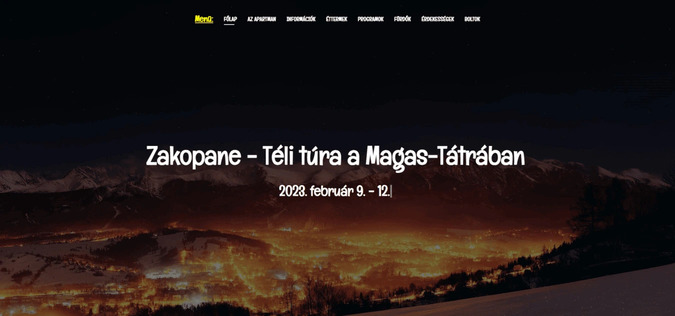 Menü: FŐLAP AZ APARTMAN INFORMÁCIÓK ÉTTERMEK PROGRAMOK FÜRDŐK ÉRDEKESSÉGEK BOLTOK
Zakopane - Téli túra a Magas-Tátrában
2023. február 9. - 12.